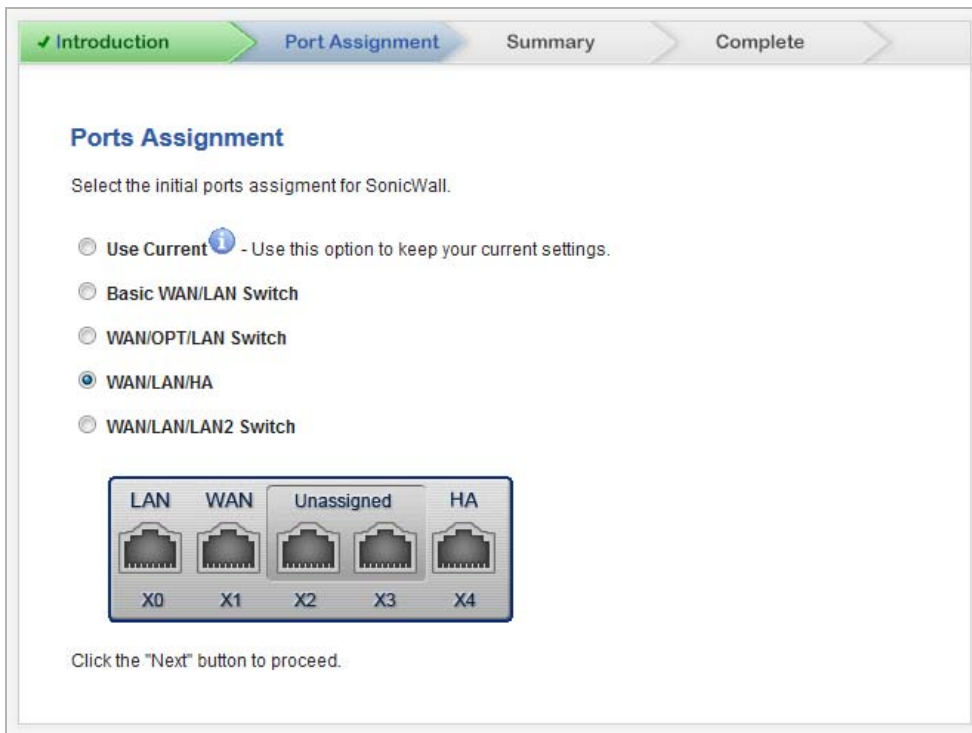 ✔ Introduction Port Assignment Summary Complete
Ports Assignment
Select the initial ports assigment for SonicWall.
Use Current i - Use this option to keep your current settings.
Basic WAN/LAN Switch
WAN/OPT/LAN Switch
WAN/LAN/HA
WAN/LAN/LAN2 Switch
LAN WAN Unassigned HA
X0 X1 X2 X3 X4
Click the "Next" button to proceed.